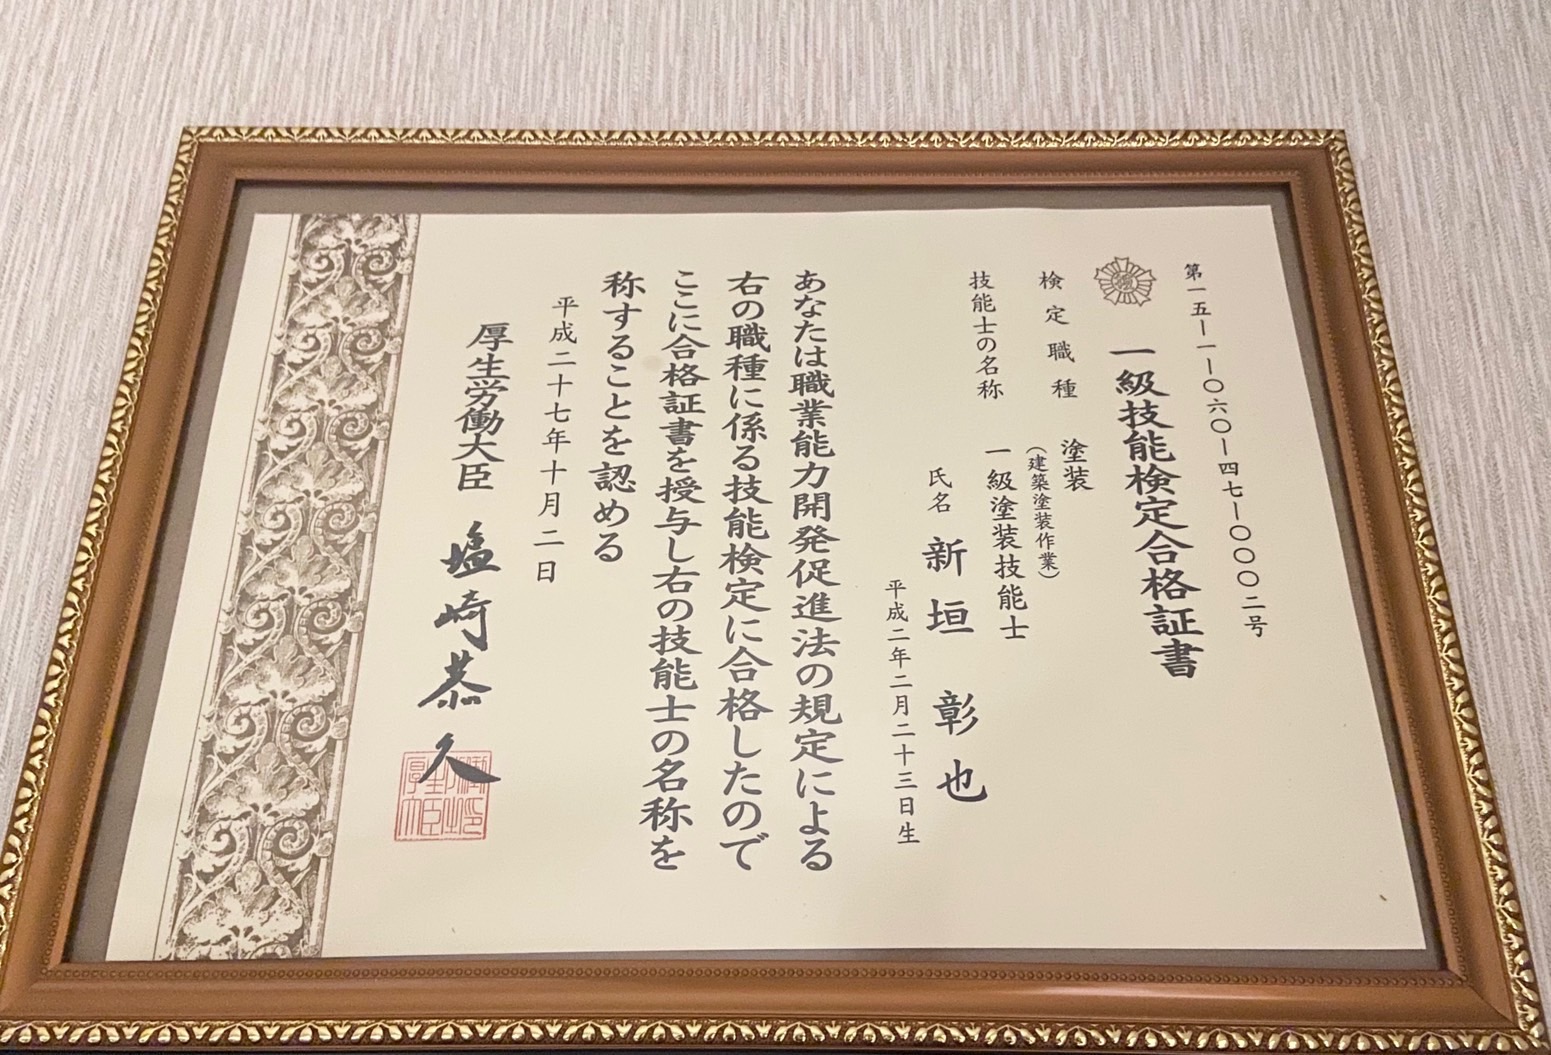 第一五ー一ー〇六〇ー四七ー〇〇〇二号
一級技能検定合格証書
検定職種 塗装
(建築塗装作業)
技能士の名称 一級塗装技能士
氏名 新垣 彰也
平成二年二月二十三日生
あなたは職業能力開発促進法の規定による
右の職種に係る技能検定に合格したので
ここに合格証書を授与し右の技能士の名称を
称することを認める
平成二十七年十月二日
厚生労働大臣 塩崎恭久